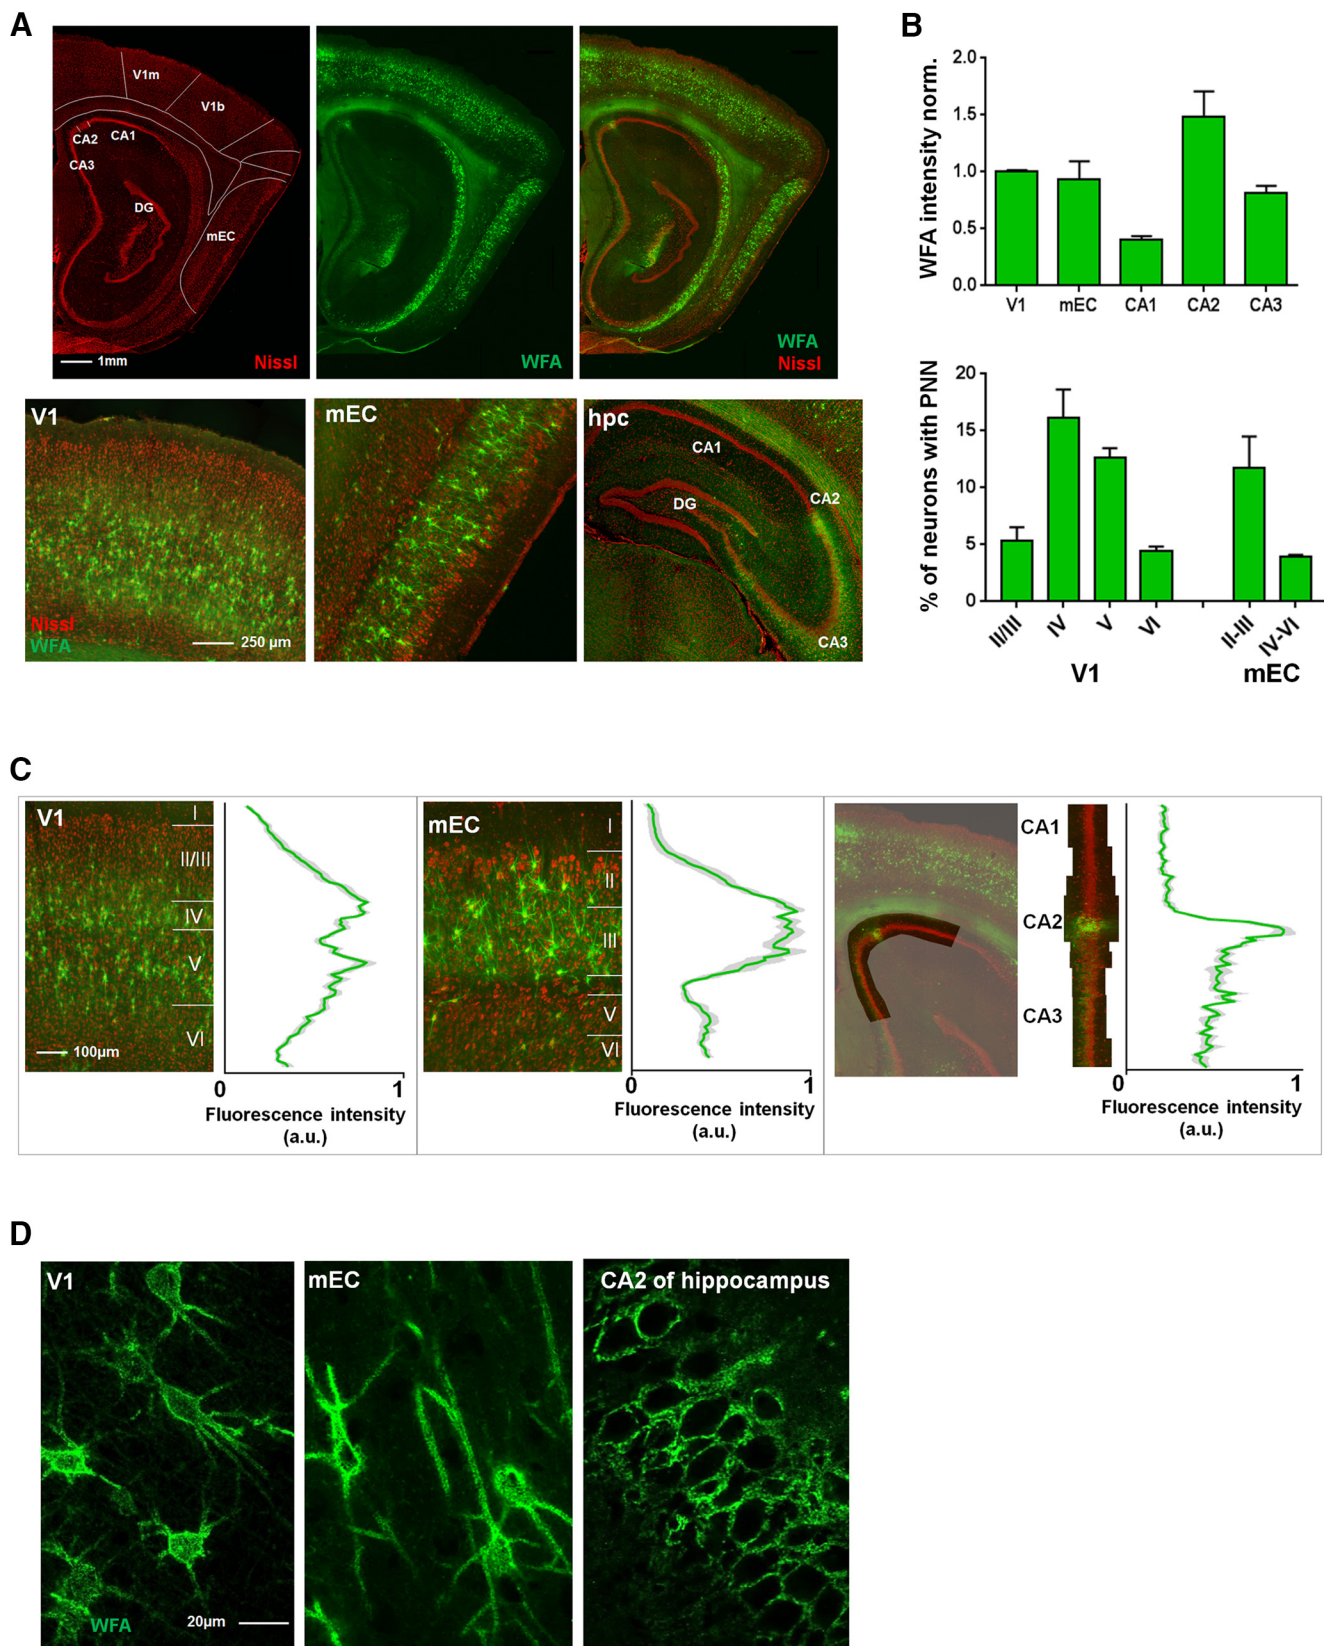 A
V1m
V1b
CA2
CA1
CA3
DG
mEC
1mm
Nissl
WFA
WFA
Nissl
V1
Nissl
WFA
250 µm
mEC
hpc
CA1
CA2
DG
CA3
B
WFA intensity norm.
2.0
1.5
1.0
0.5
0.0
V1 mEC CA1 CA2 CA3
% of neurons with PNN
20
15
10
5
0
II/III IV V VI II-III IV-VI
V1 mEC
C
V1
I
II/III
IV
V
VI
100µm
0 1
Fluorescence intensity
(a.u.)
mEC
I
II
III
V
VI
0 1
Fluorescence intensity
(a.u.)
CA1
CA2
CA3
0 1
Fluorescence intensity
(a.u.)
D
V1
WFA
20µm
mEC
CA2 of hippocampus